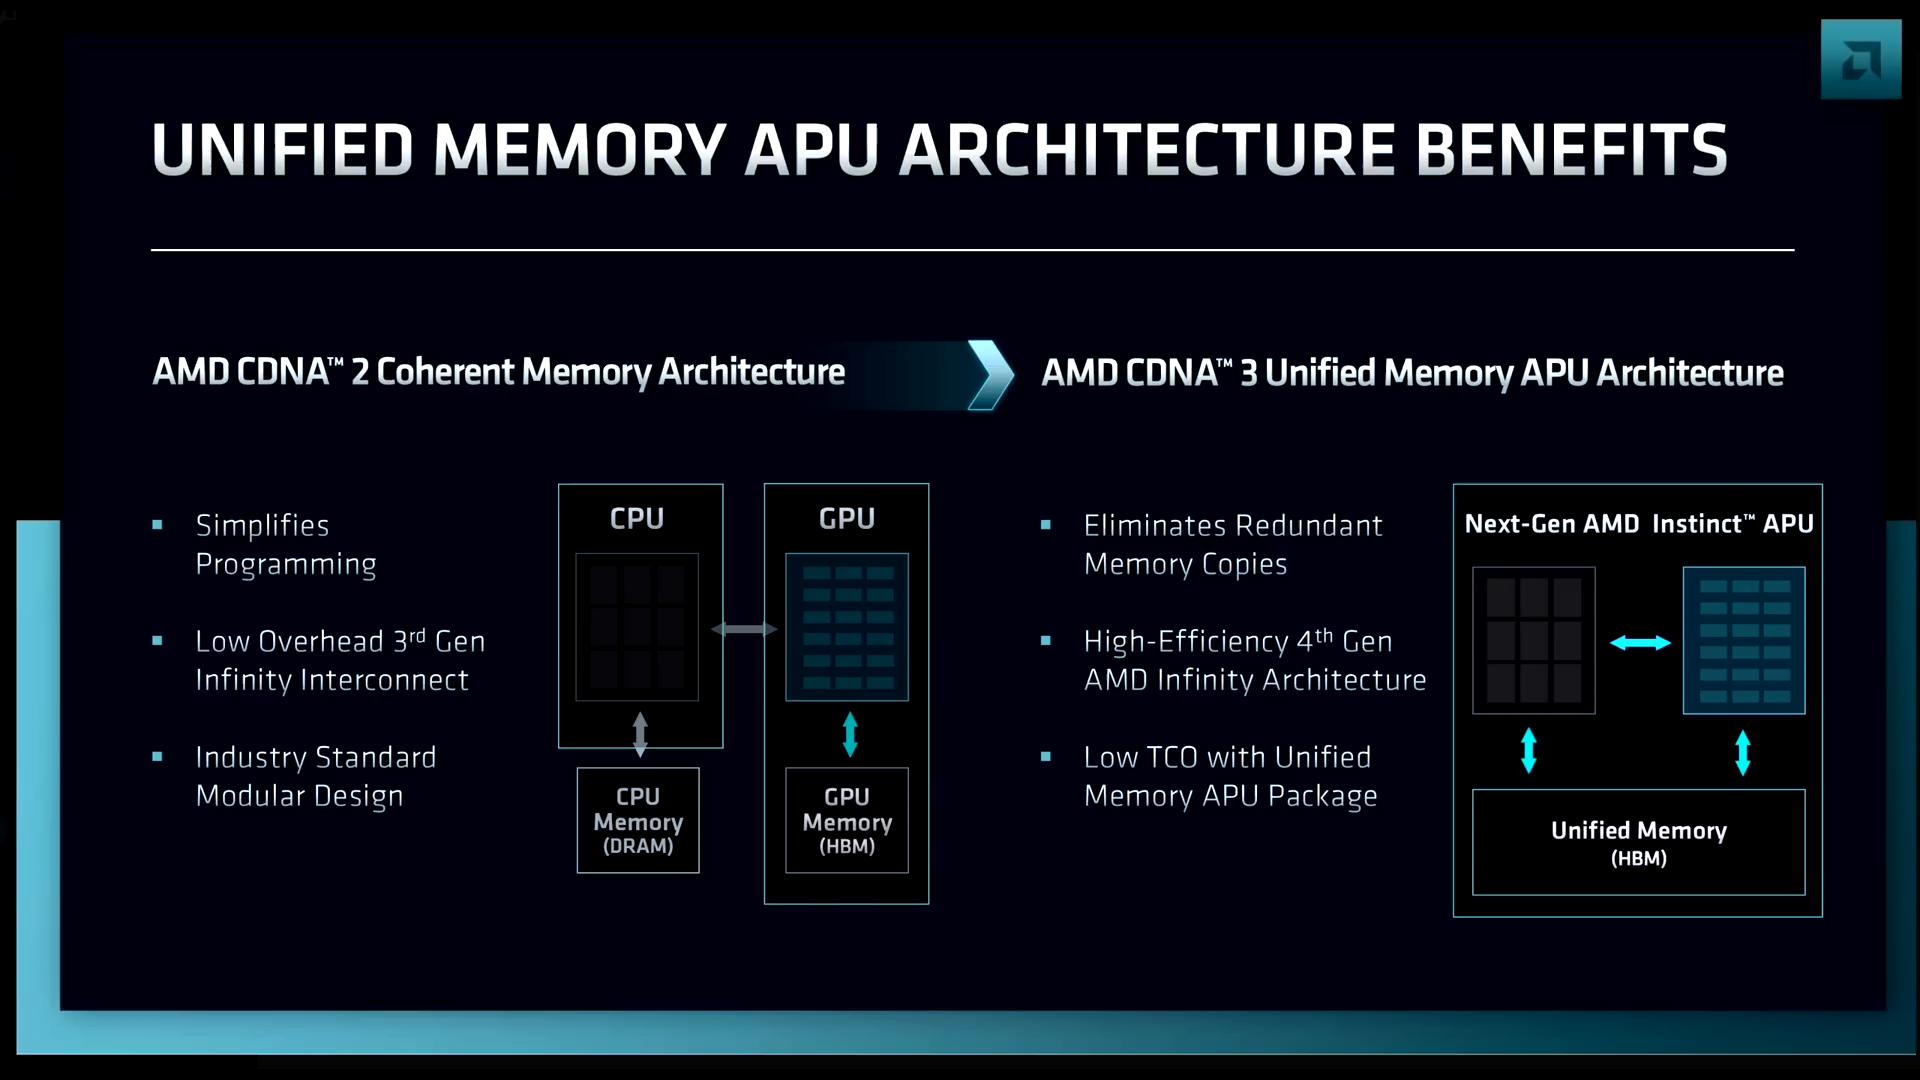 UNIFIED MEMORY APU ARCHITECTURE BENEFITS
AMD CDNA™ 2 Coherent Memory Architecture
Simplifies
Programming
Low Overhead 3rd Gen
Infinity Interconnect
Industry Standard
Modular Design
CPU
GPU
CPU
Memory
(DRAM)
GPU
Memory
(HBM)
AMD CDNA™ 3 Unified Memory APU Architecture
Eliminates Redundant
Memory Copies
High-Efficiency 4th Gen
AMD Infinity Architecture
Low TCO with Unified
Memory APU Package
Next-Gen AMD Instinct™ APU
Unified Memory
(HBM)